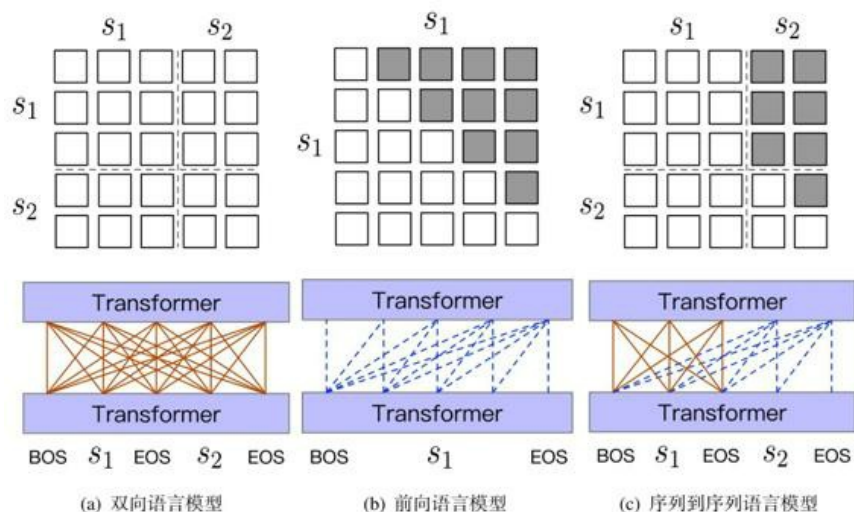 s1 s2
s1
s2
Transformer
Transformer
BOS s1 EOS s2 EOS
(a) 双向语言模型
s1
s1
Transformer
Transformer
BOS s1 EOS
(b) 前向语言模型
s1 s2
s1
s2
Transformer
Transformer
BOS s1 EOS s2 EOS
(c) 序列到序列语言模型